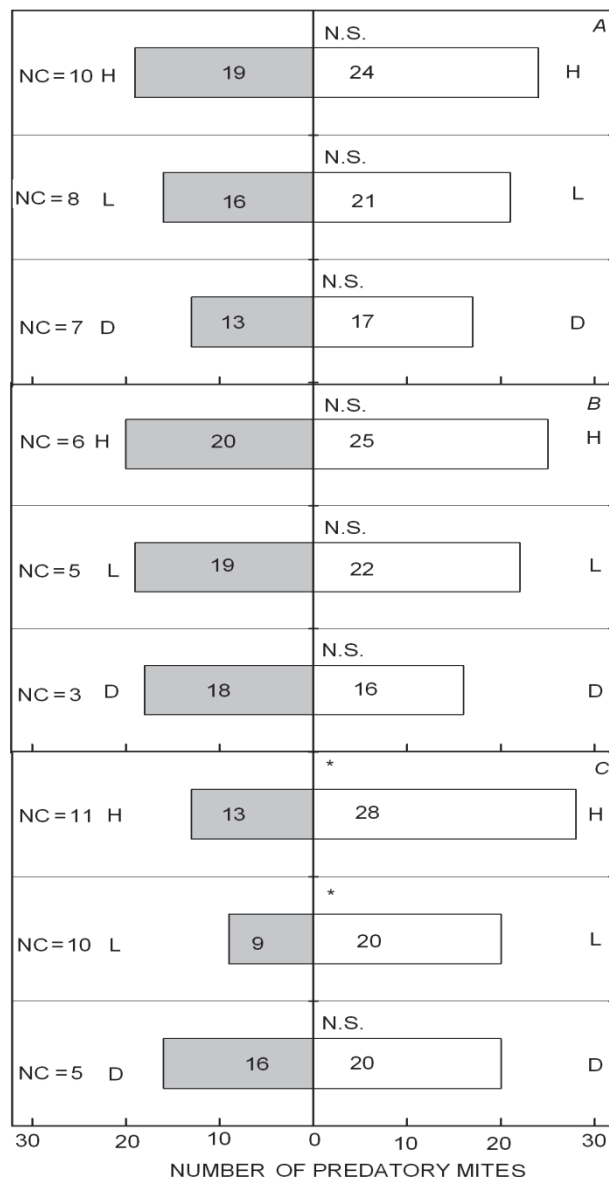 N.S. A
NC=10 H 19 24 H
N.S.
NC=8 L 16 21 L
N.S.
NC=7 D 13 17 D
N.S. B
NC=6 H 20 25 H
N.S.
NC=5 L 19 22 L
N.S.
NC=3 D 18 16 D
* C
NC=11 H 13 28 H
*
NC=10 L 9 20 L
N.S.
NC=5 D 16 20 D
30 20 10 0 10 20 30
NUMBER OF PREDATORY MITES